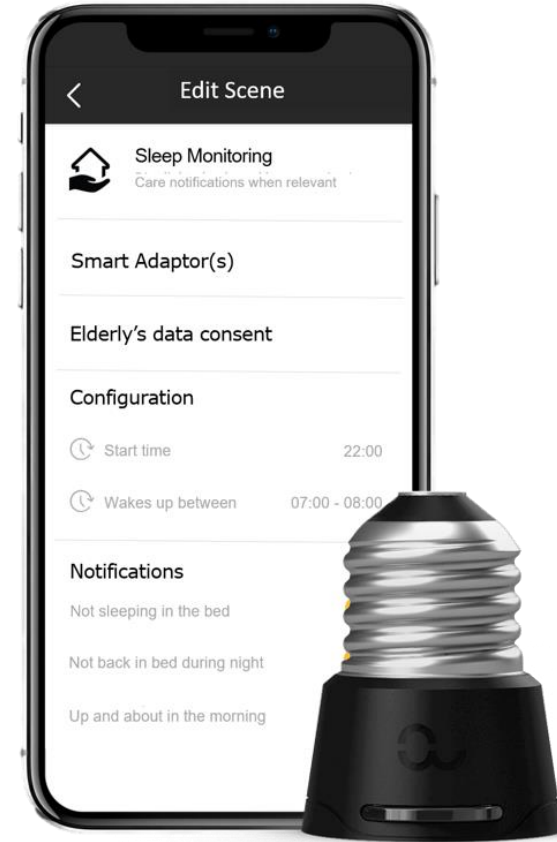 Edit Scene
Sleep Monitoring
Care notifications when relevant
Smart Adaptor(s)
Elderly's data consent
Configuration
Start time 22:00
Wakes up between 07:00 - 08:00
Notifications
Not sleeping in the bed
Not back in bed during night
Up and about in the morning